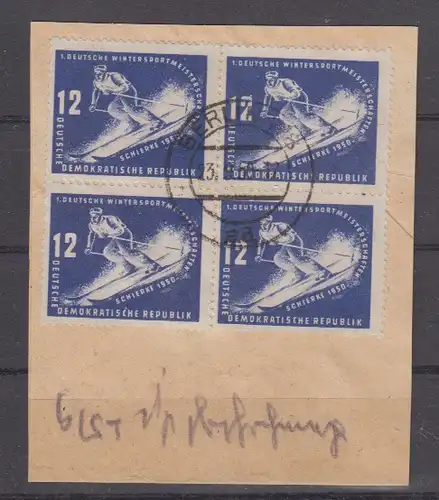 1. DEUTSCHE WINTERSPORTMEISTERSCHAFTEN
12
SCHIERKE 1950
DEUTSCHE
DEMOKRATISCHE REPUBLIK
1. DEUTSCHE WINTERSPORTMEISTERSCHAFTEN
12
SCHIERKE 1950
DEUTSCHE
DEMOKRATISCHE REPUBLIK
BERLIN
23.
1. DEUTSCHE WINTERSPORTMEISTERSCHAFTEN
12
SCHIERKE 1950
DEUTSCHE
DEMOKRATISCHE REPUBLIK
1. DEUTSCHE WINTERSPORTMEISTERSCHAFTEN
12
SCHIERKE 1950
DEUTSCHE
DEMOKRATISCHE REPUBLIK